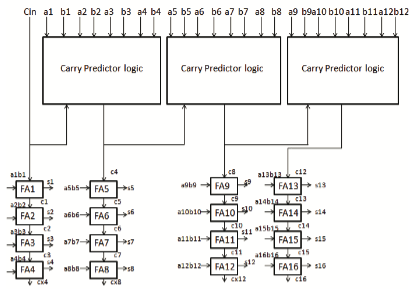 Cin a1 b1 a2 b2 a3 b3 a4 b4 a5 b5 a6 b6 a7 b7 a8 b8 a9 b9 a10 b10 a11 b11 a12 b12
Carry Predictor logic Carry Predictor logic Carry Predictor logic
c4 c8 c12
a1b1 FA1 s1 a5b5 FA5 s5 a9b9 FA9 s9 a13b13 FA13 s13
c1 c5 c9 c13
a2b2 FA2 s2 a6b6 FA6 s6 a10b10 FA10 s10 a14b14 FA14 s14
c2 c6 c10 c14
a3b3 FA3 s3 a7b7 FA7 s7 a11b11 FA11 s11 a15b15 FA15 s15
c3 c7 c11 c15
a4b4 FA4 s4 a8b8 FA8 s8 a12b12 FA12 s12 a16b16 FA16 s16
cx4 cx8 cx12 c16